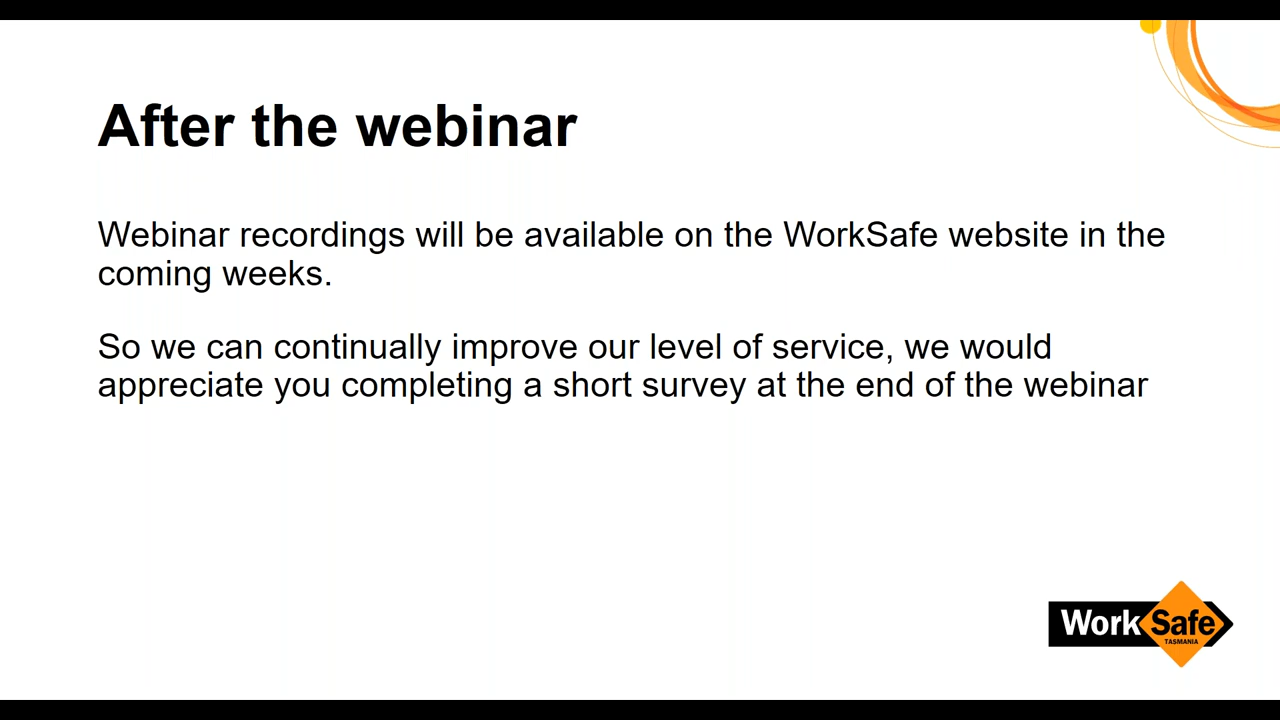 After the webinar
Webinar recordings will be available on the WorkSafe website in the
coming weeks.
So we can continually improve our level of service, we would
appreciate you completing a short survey at the end of the webinar
WorkSafe
TASMANIA